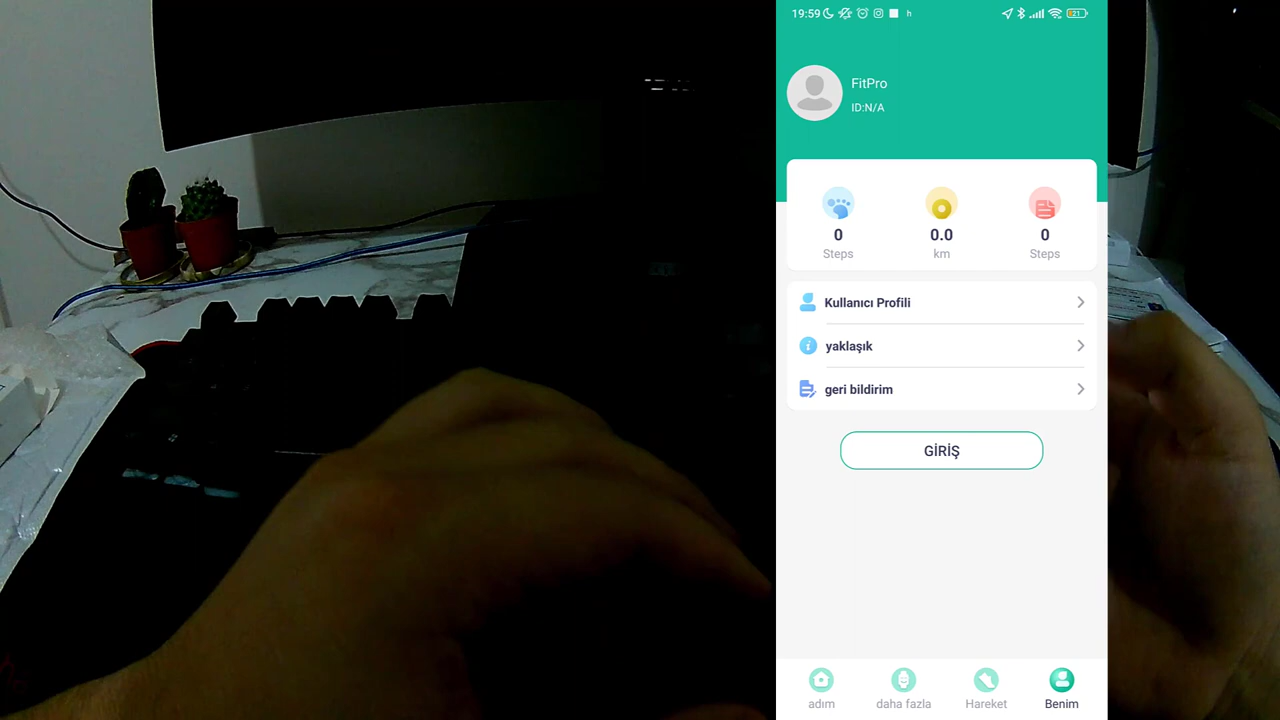 19:59
21
FitPro
ID:N/A
0
0.0
0
Steps
km
Steps
Kullanıcı Profili
yaklaşık
geri bildirim
GİRİŞ
adım
daha fazla
Hareket
Benim